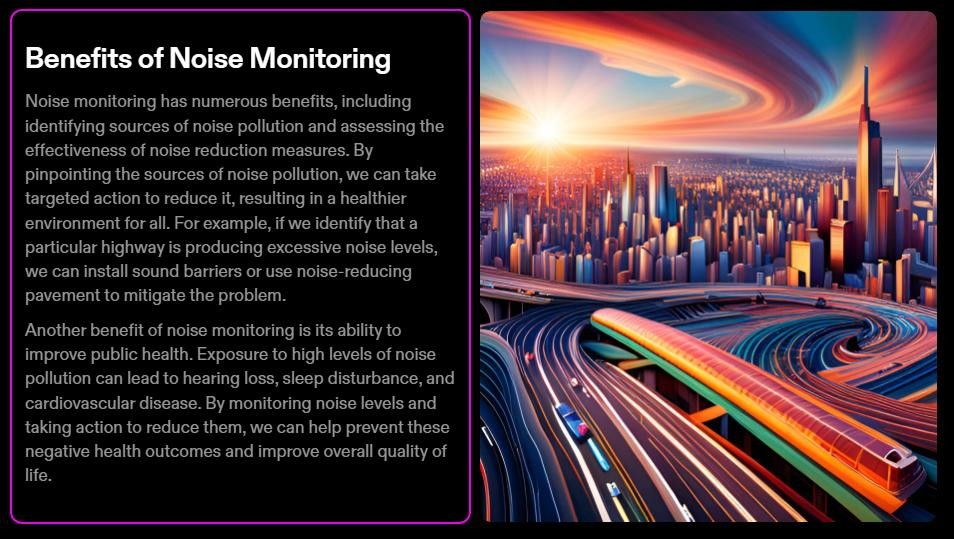 Benefits of Noise Monitoring
Noise monitoring has numerous benefits, including
identifying sources of noise pollution and assessing the
effectiveness of noise reduction measures. By
pinpointing the sources of noise pollution, we can take
targeted action to reduce it, resulting in a healthier
environment for all. For example, if we identify that a
particular highway is producing excessive noise levels,
we can install sound barriers or use noise-reducing
pavement to mitigate the problem.
Another benefit of noise monitoring is its ability to
improve public health. Exposure to high levels of noise
pollution can lead to hearing loss, sleep disturbance, and
cardiovascular disease. By monitoring noise levels and
taking action to reduce them, we can help prevent these
negative health outcomes and improve overall quality of
life.